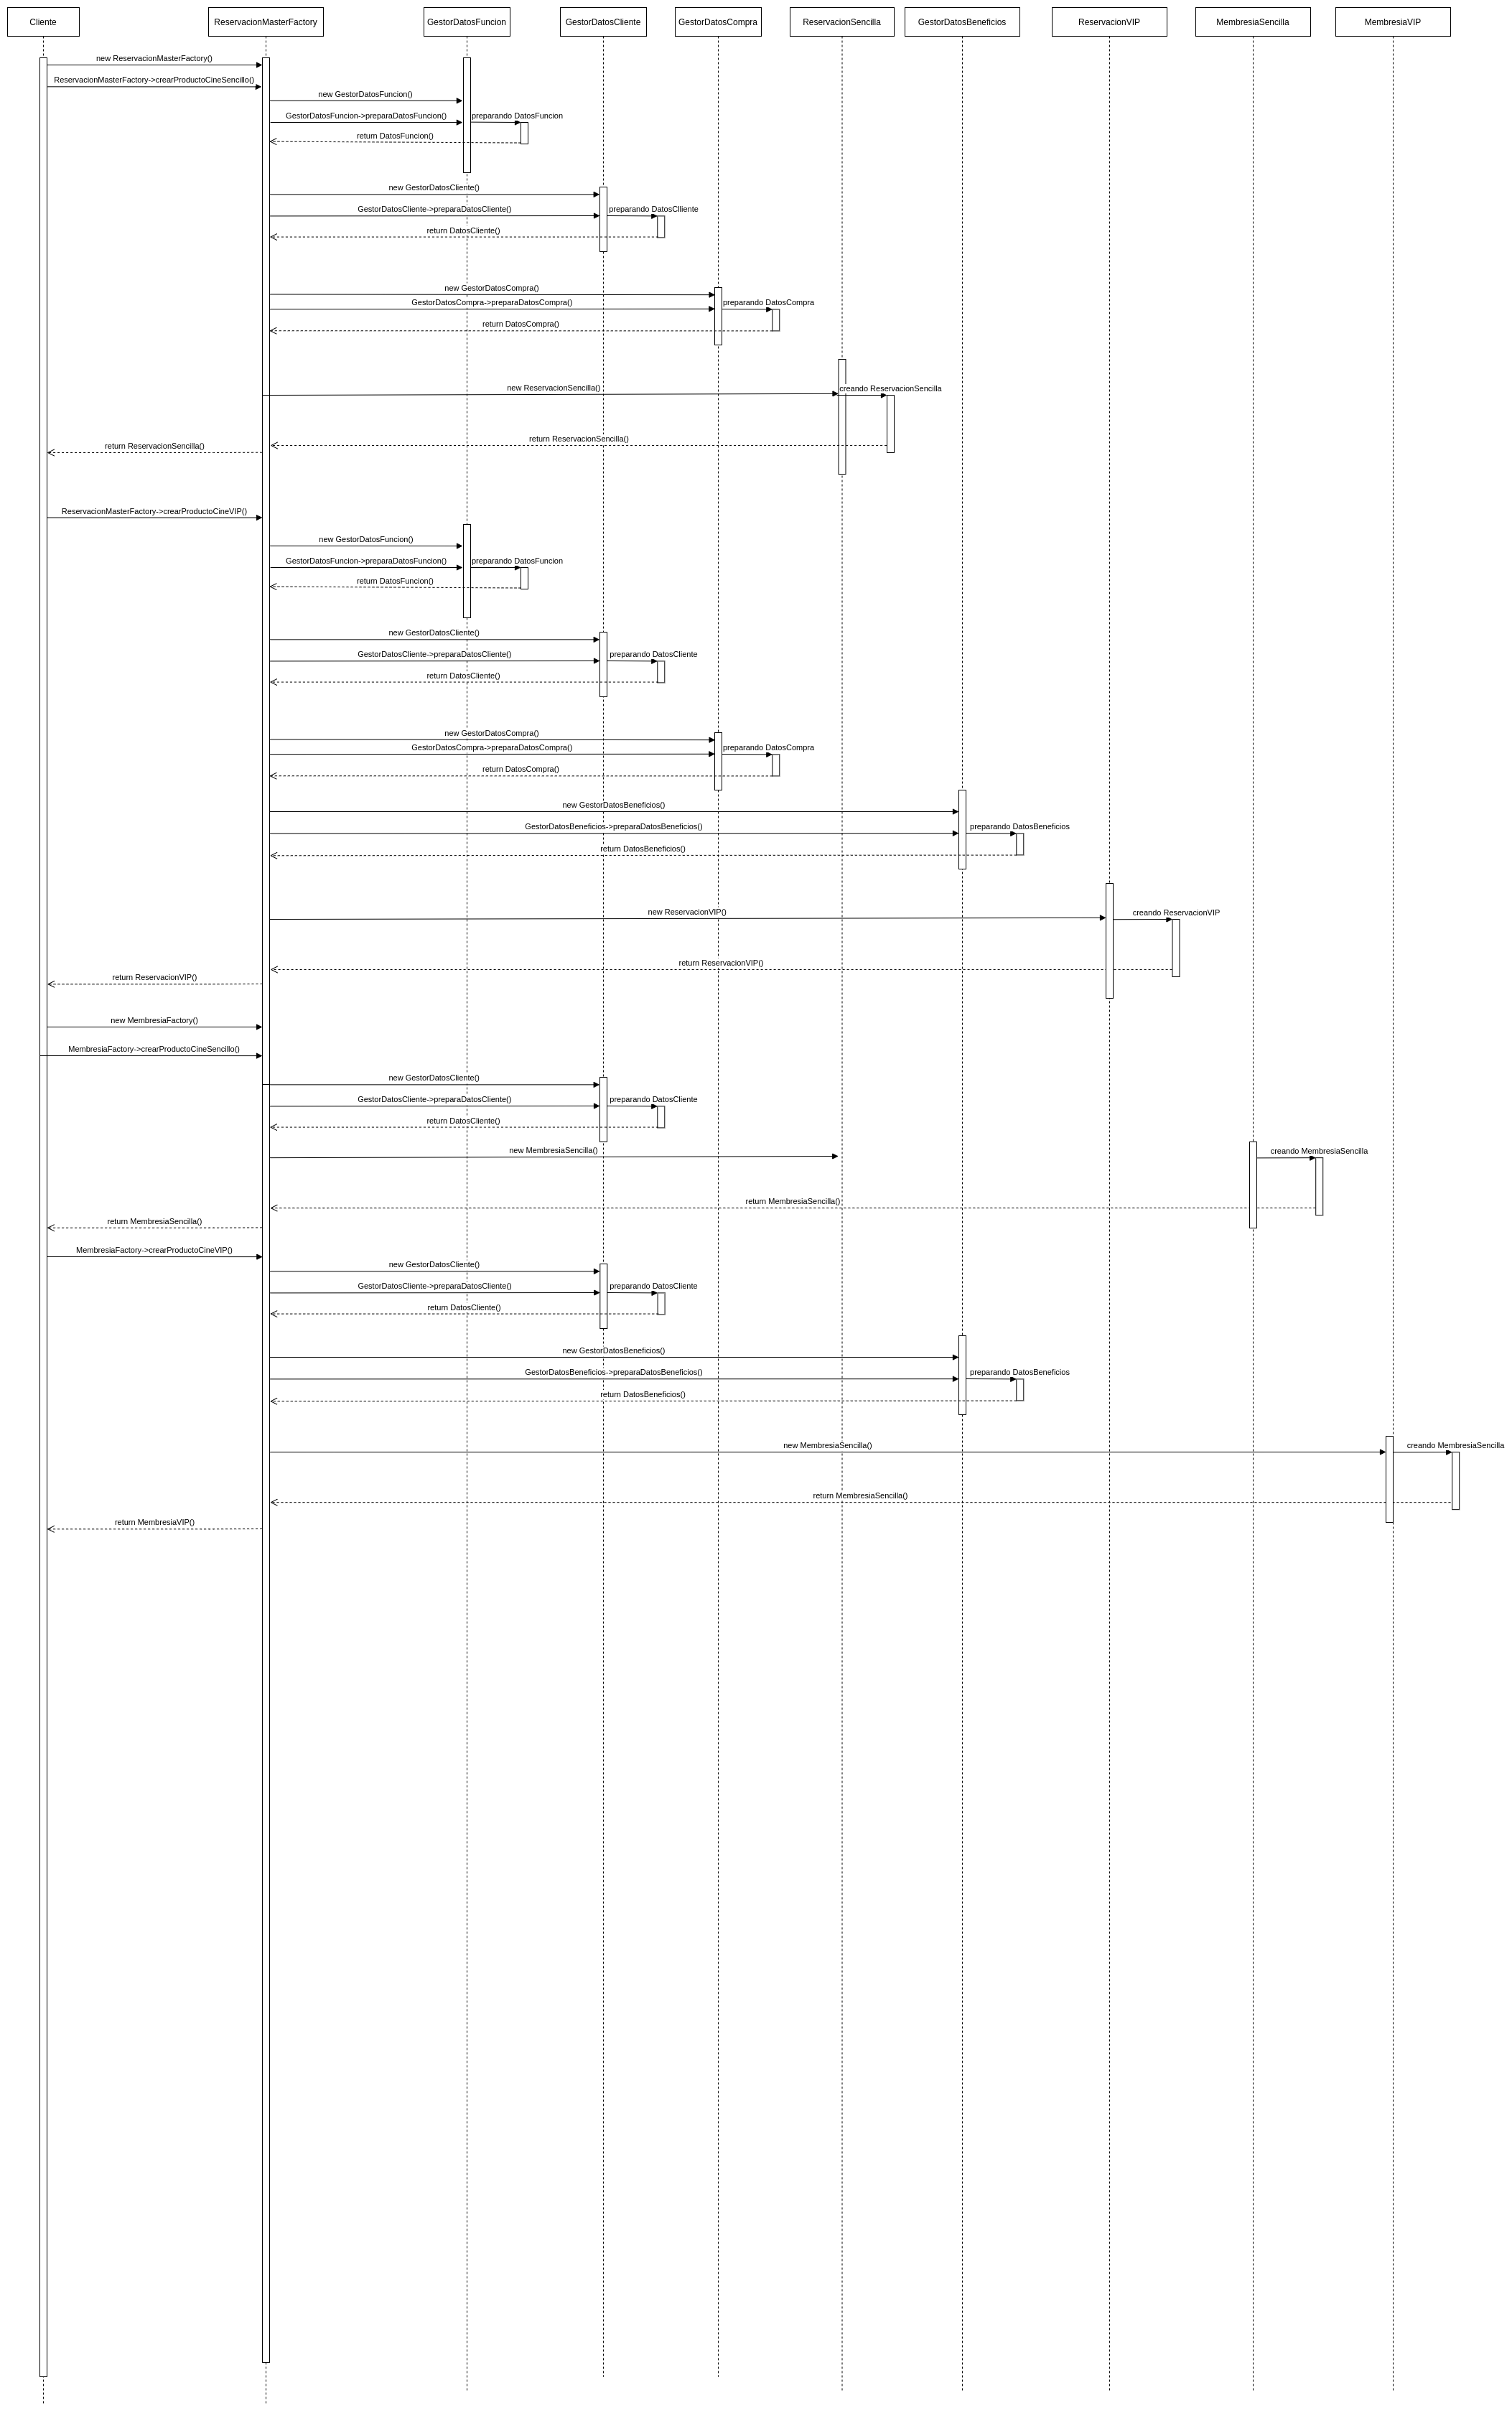 Cliente
ReservacionMasterFactory
GestorDatosFuncion
GestorDatosCliente
GestorDatosCompra
ReservacionSencilla
GestorDatosBeneficios
ReservacionVIP
MembresiaSencilla
MembresiaVIP
new ReservacionMasterFactory()
ReservacionMasterFactory->crearProductoCineSencillo()
new GestorDatosFuncion()
GestorDatosFuncion->preparaDatosFuncion()
preparando DatosFuncion
return DatosFuncion()
new GestorDatosCliente()
GestorDatosCliente->preparaDatosCliente()
preparando DatosClliente
return DatosCliente()
new GestorDatosCompra()
GestorDatosCompra->preparaDatosCompra()
preparando DatosCompra
return DatosCompra()
new ReservacionSencilla()
creando ReservacionSencilla
return ReservacionSencilla()
return ReservacionSencilla()
ReservacionMasterFactory->crearProductoCineVIP()
new GestorDatosFuncion()
GestorDatosFuncion->preparaDatosFuncion()
preparando DatosFuncion
return DatosFuncion()
new GestorDatosCliente()
GestorDatosCliente->preparaDatosCliente()
preparando DatosCliente
return DatosCliente()
new GestorDatosCompra()
GestorDatosCompra->preparaDatosCompra()
preparando DatosCompra
return DatosCompra()
new GestorDatosBeneficios()
GestorDatosBeneficios->preparaDatosBeneficios()
preparando DatosBeneficios
return DatosBeneficios()
new ReservacionVIP()
creando ReservacionVIP
return ReservacionVIP()
return ReservacionVIP()
new MembresiaFactory()
MembresiaFactory->crearProductoCineSencillo()
new GestorDatosCliente()
GestorDatosCliente->preparaDatosCliente()
preparando DatosCliente
return DatosCliente()
new MembresiaSencilla()
creando MembresiaSencilla
return MembresiaSencilla()
return MembresiaSencilla()
MembresiaFactory->crearProductoCineVIP()
new GestorDatosCliente()
GestorDatosCliente->preparaDatosCliente()
preparando DatosCliente
return DatosCliente()
new GestorDatosBeneficios()
GestorDatosBeneficios->preparaDatosBeneficios()
preparando DatosBeneficios
return DatosBeneficios()
new MembresiaSencilla()
creando MembresiaSencilla
return MembresiaSencilla()
return MembresiaVIP()